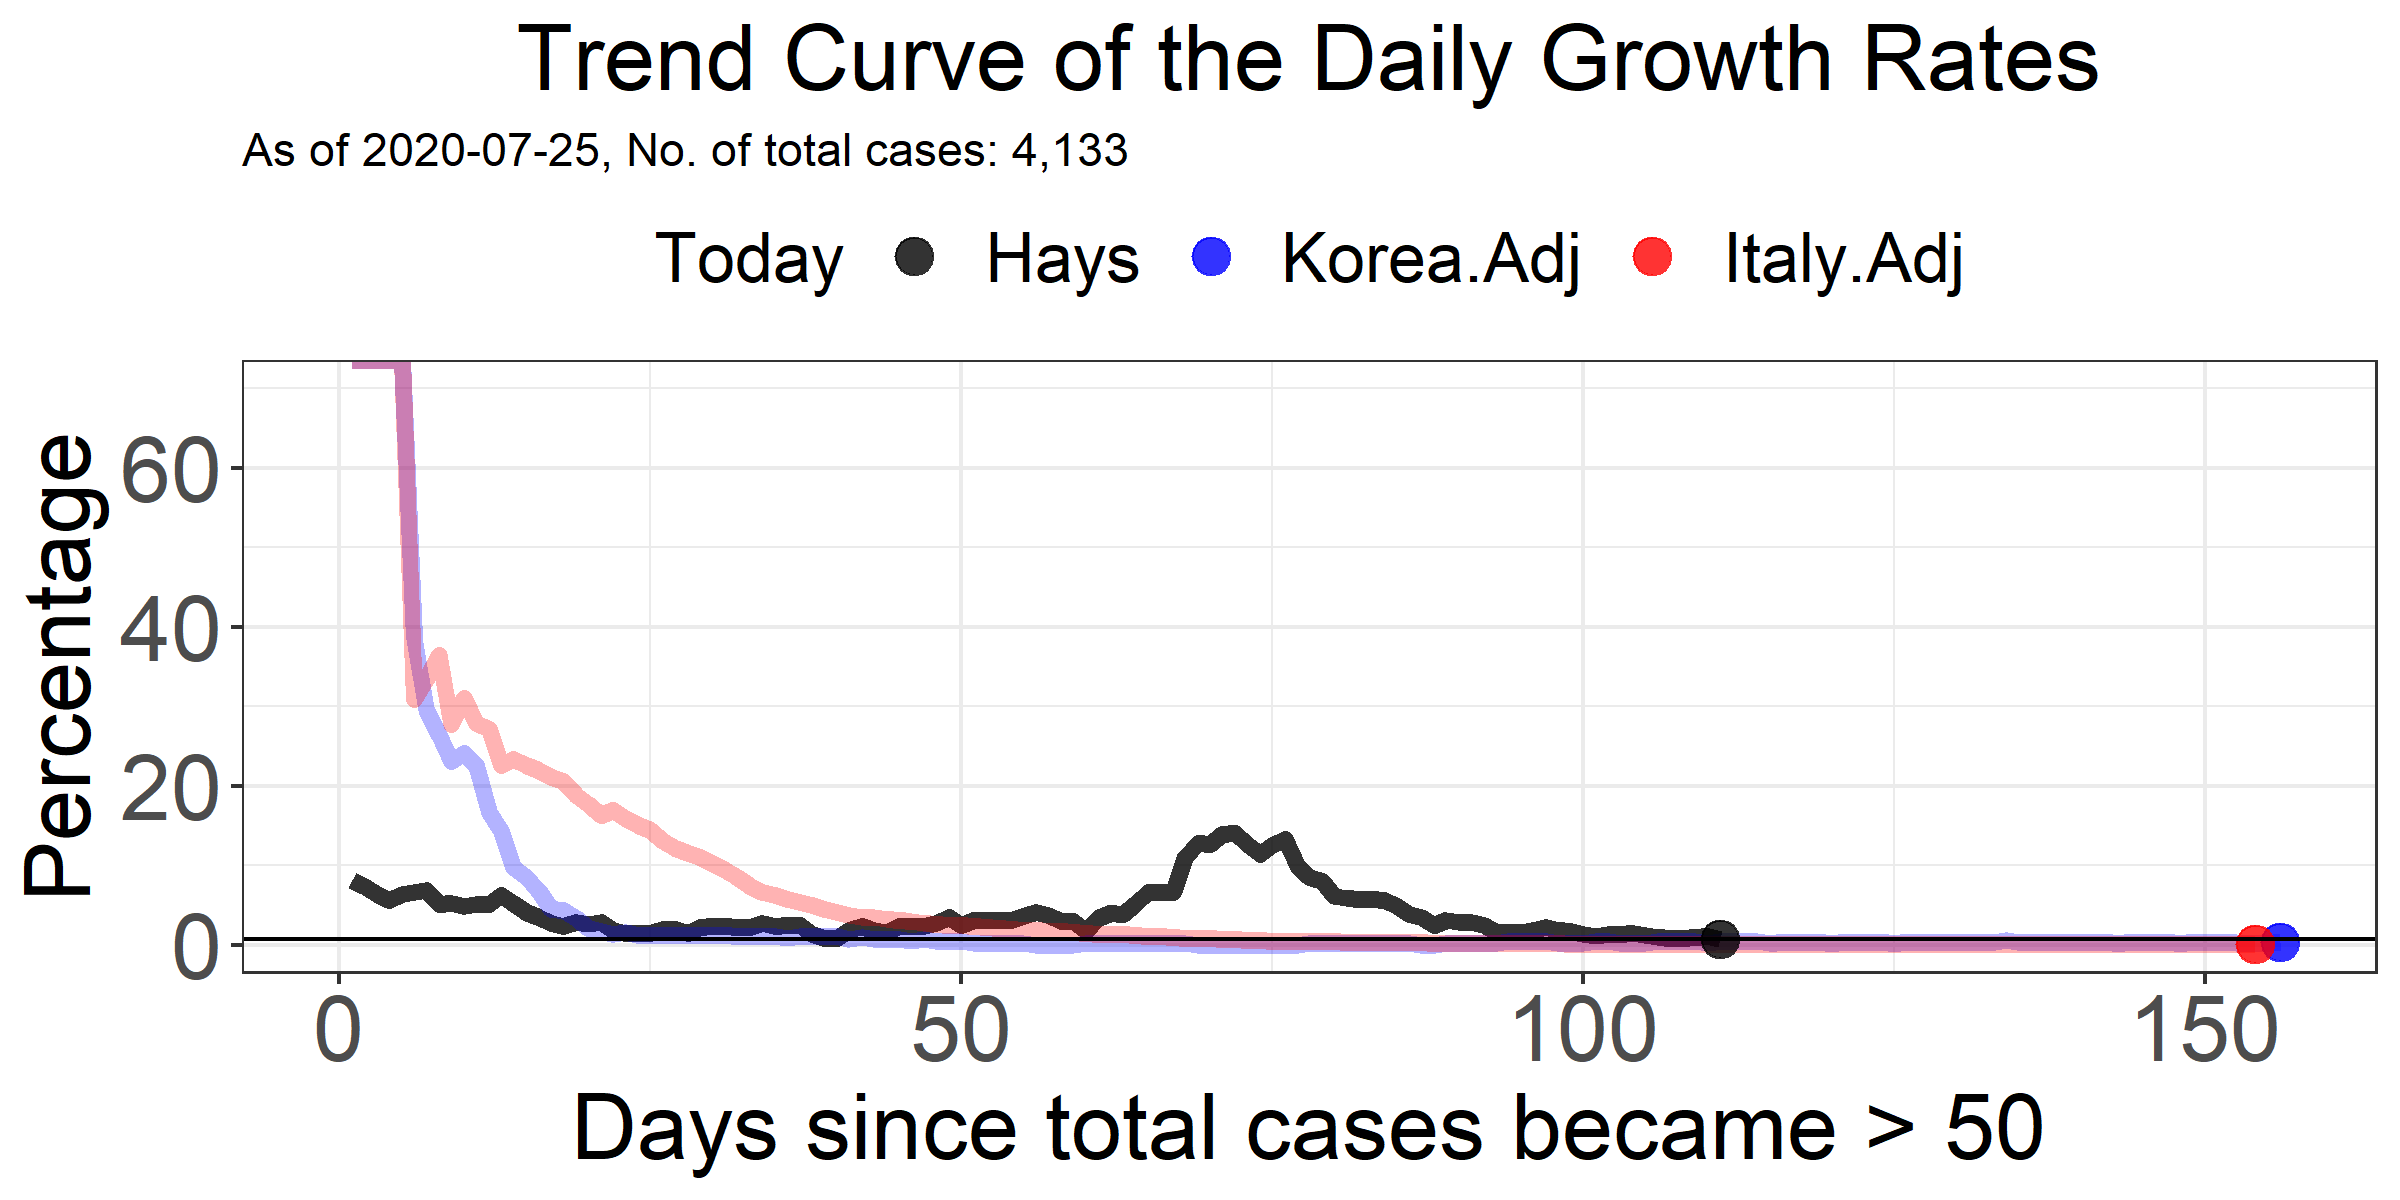 Trend Curve of the Daily Growth Rates
As of 2020-07-25, No. of total cases: 4,133
Today Hays Korea.Adj Italy.Adj
Percentage
60
40
20
0
0 50 100 150
Days since total cases became > 50